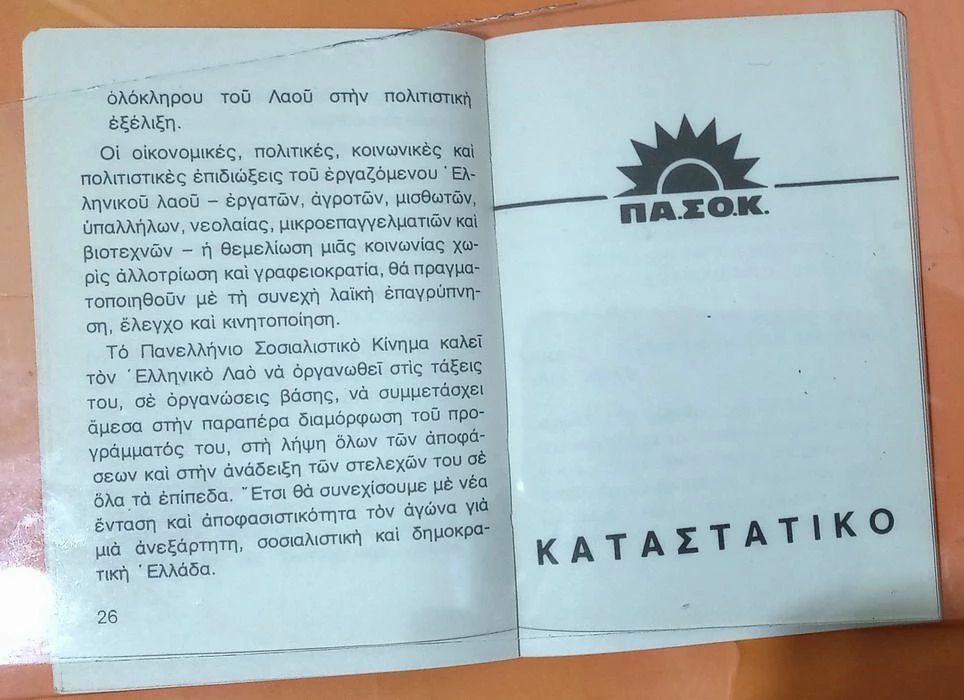 ὁλόκληρου τοῦ Λαοῦ στὴν πολιτιστικὴ
ἐξέλιξη.
Οἱ οἰκονομικές, πολιτικές, κοινωνικὲς καὶ
πολιτιστικὲς ἐπιδιώξεις τοῦ ἐργαζόμενου Ἑλ-
ληνικοῦ λαοῦ – ἐργατῶν, ἀγροτῶν, μισθωτῶν,
ὑπαλλήλων, νεολαίας, μικροεπαγγελματιῶν καὶ
βιοτεχνῶν – ἡ θεμελίωση μιᾶς κοινωνίας χω-
ρὶς ἀλλοτρίωση καὶ γραφειοκρατία, θά πραγμα-
τοποιηθοῦν μὲ τὴ συνεχὴ λαϊκὴ ἐπαγρύπνη-
ση, ἔλεγχο καὶ κινητοποίηση.
Τό Πανελλήνιο Σοσιαλιστικὸ Κίνημα καλεῖ
τὸν Ἑλληνικὸ Λαὸ νὰ ὀργανωθεῖ στὶς τάξεις
του, σὲ ὀργανώσεις βάσης, νὰ συμμετάσχει
ἄμεσα στὴν παραπέρα διαμόρφωση τοῦ προ-
γράμματός του, στὴ λήψη ὅλων τῶν ἀποφά-
σεων καὶ στὴν ἀνάδειξη τῶν στελεχῶν του σὲ
ὅλα τὰ ἐπίπεδα. Ἔτσι θὰ συνεχίσουμε μὲ νέα
ἔνταση καὶ ἀποφασιστικότητα τὸν ἀγώνα γιὰ
μιὰ ἀνεξάρτητη, σοσιαλιστικὴ καὶ δημοκρα-
τικὴ Ἑλλάδα.
26
ΠΑ.ΣΟ.Κ.
ΚΑΤΑΣΤΑΤΙΚΟ